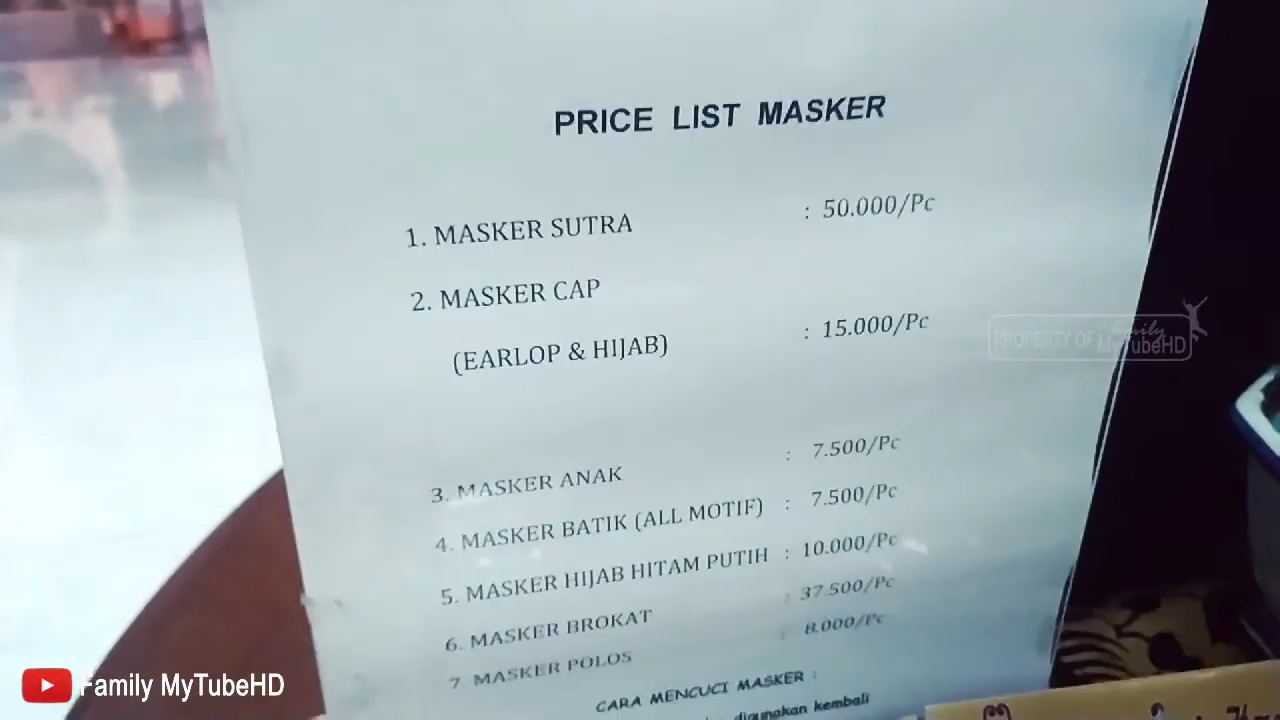 PRICE LIST MASKER
1. MASKER SUTRA : 50.000/Pc
2. MASKER CAP
(EARLOP & HIJAB) : 15.000/Pc
PROPERTY OF Family MyTubeHD
3. MASKER ANAK : 7.500/Pc
4. MASKER BATIK (ALL MOTIF) : 7.500/Pc
5. MASKER HIJAB HITAM PUTIH : 10.000/Pc
6. MASKER BROKAT : 37.500/Pc
7. MASKER POLOS : 8.000/Pc
CARA MENCUCI MASKER :
digunakan kembali
Family MyTubeHD